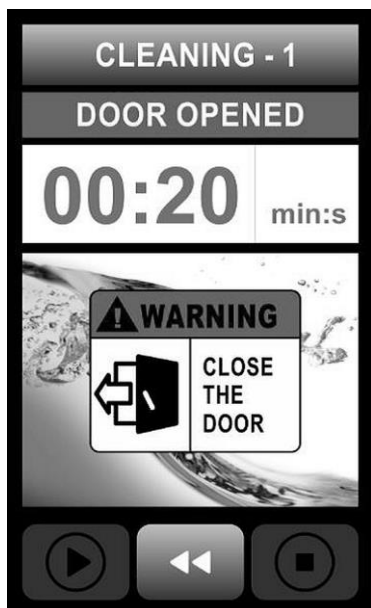 CLEANING - 1
DOOR OPENED
00:20 min:s
WARNING
CLOSE
THE
DOOR